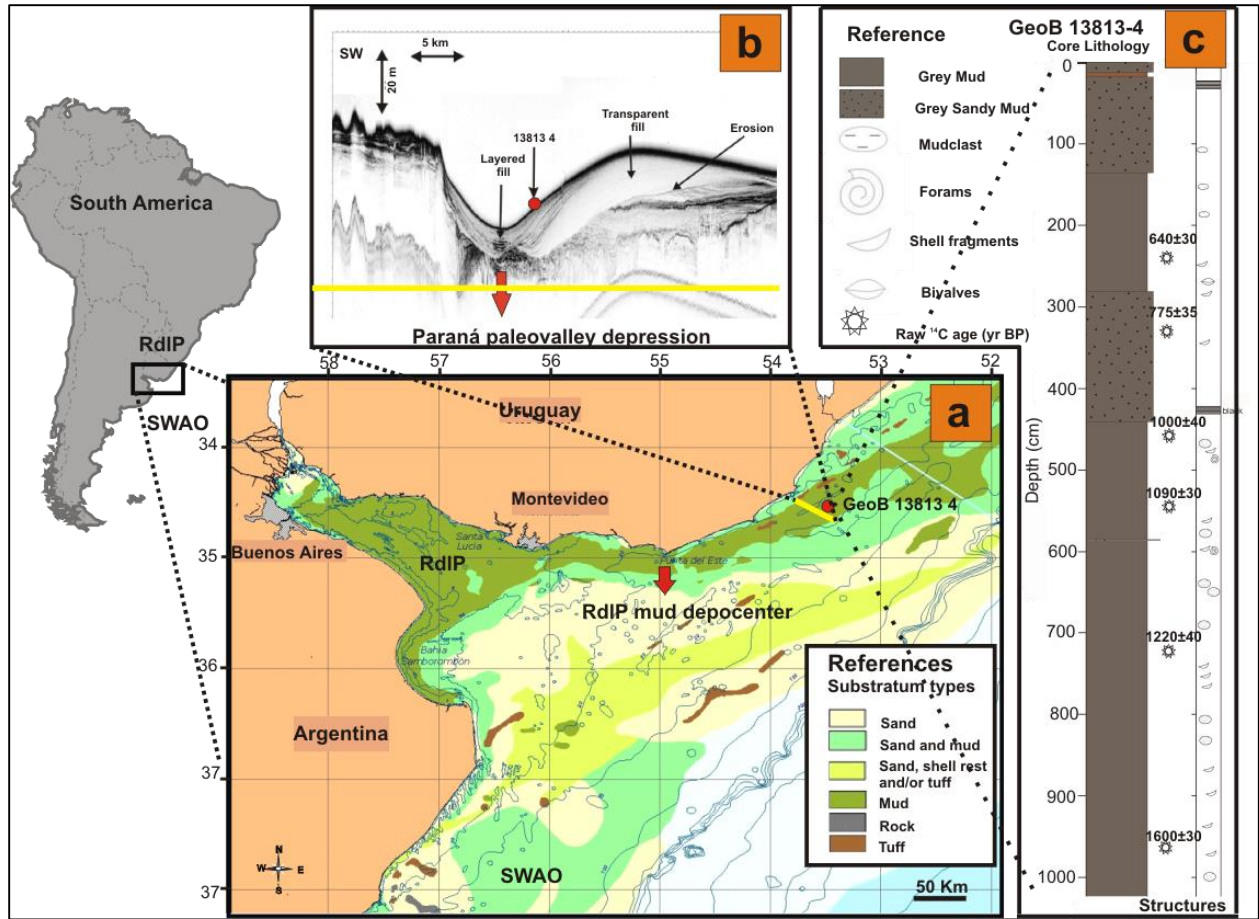 South America
RdlP
SWAO
b
SW
5 km
20 m
13813 4
Layered
fill
Transparent
fill
Erosion
Paraná paleovalley depression
c
Reference
Grey Mud
Grey Sandy Mud
Mudclast
Forams
Shell fragments
Bivalves
Raw ¹⁴C age (yr BP)
GeoB 13813-4
Core Lithology
Depth (cm)
0
100
200
300
400
500
600
700
800
900
1000
640±30
775±35
1000±40
1090±30
1220±40
1600±30
black
Structures
58
57
56
55
54
53
52
34
35
36
37
37
a
Uruguay
Montevideo
Buenos Aires
Santa
Lucia
RdlP
Punta del Este
GeoB 13813 4
RdlP mud depocenter
Bahia
Samborombón
Argentina
SWAO
N
W
E
S
References
Substratum types
Sand
Sand and mud
Sand, shell rest
and/or tuff
Mud
Rock
Tuff
50 Km